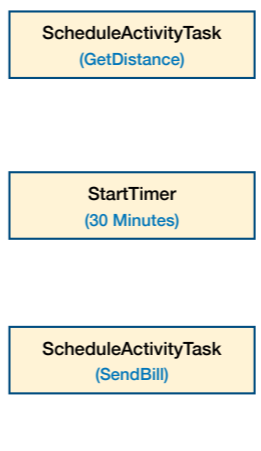 ScheduleActivityTask
(GetDistance)
StartTimer
(30 Minutes)
ScheduleActivityTask
(SendBill)